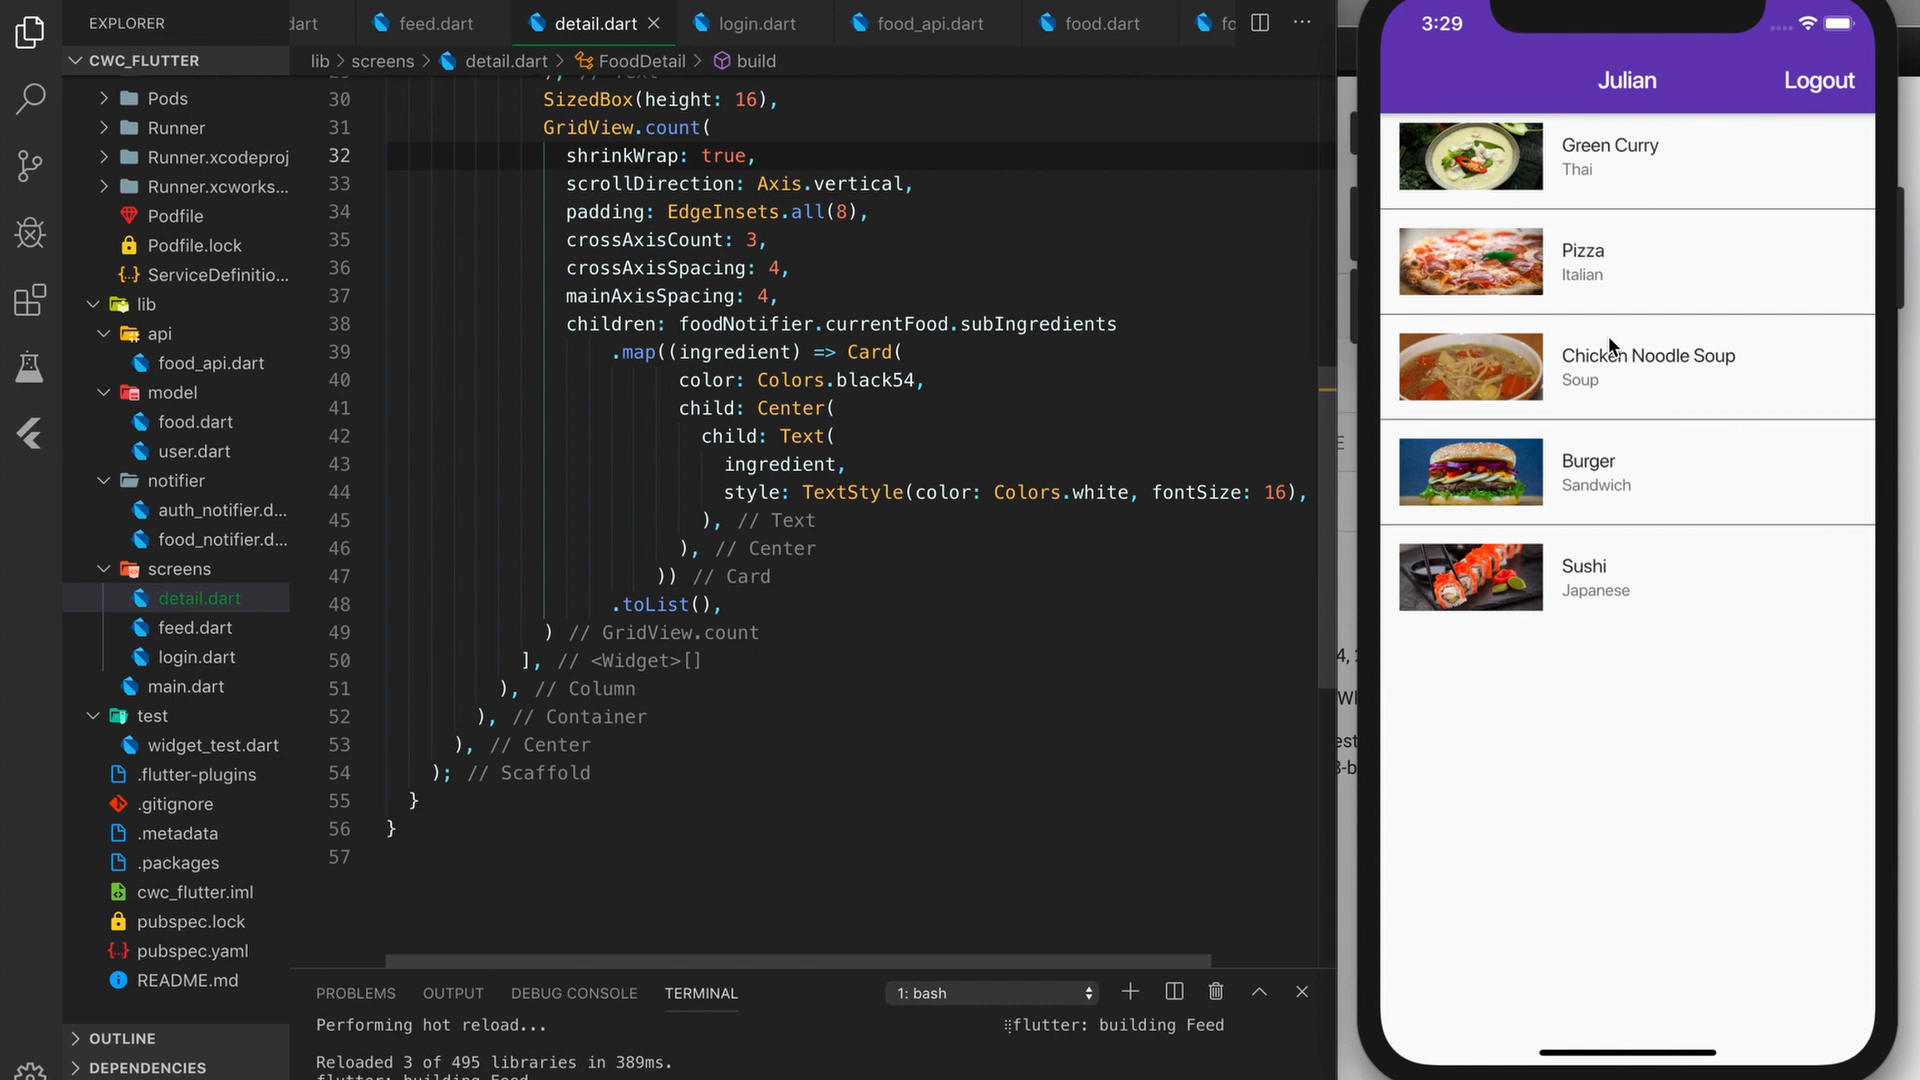 EXPLORER
dart
feed.dart
detail.dart
login.dart
food_api.dart
food.dart
fo
CWC_FLUTTER
lib > screens > detail.dart > FoodDetail > build
Pods
Runner
Runner.xcodeproj
Runner.xcworks...
Podfile
Podfile.lock
ServiceDefinitio...
lib
api
food_api.dart
model
food.dart
user.dart
notifier
auth_notifier.d...
food_notifier.d...
screens
detail.dart
feed.dart
login.dart
main.dart
test
widget_test.dart
.flutter-plugins
.gitignore
.metadata
.packages
cwc_flutter.iml
pubspec.lock
pubspec.yaml
README.md
OUTLINE
DEPENDENCIES
30 SizedBox(height: 16),
31 GridView.count(
32 shrinkWrap: true,
33 scrollDirection: Axis.vertical,
34 padding: EdgeInsets.all(8),
35 crossAxisCount: 3,
36 crossAxisSpacing: 4,
37 mainAxisSpacing: 4,
38 children: foodNotifier.currentFood.subIngredients
39 .map((ingredient) => Card(
40 color: Colors.black54,
41 child: Center(
42 child: Text(
43 ingredient,
44 style: TextStyle(color: Colors.white, fontSize: 16),
45 ), // Text
46 ), // Center
47 )) // Card
48 .toList(),
49 ) // GridView.count
50 ], // <Widget>[]
51 ), // Column
52 ), // Container
53 ), // Center
54 ); // Scaffold
55 }
56 }
57
PROBLEMS
OUTPUT
DEBUG CONSOLE
TERMINAL
1: bash
Performing hot reload...
flutter: building Feed
Reloaded 3 of 495 libraries in 389ms.
flutter: building Feed
3:29
Julian
Logout
Green Curry
Thai
Pizza
Italian
Chicken Noodle Soup
Soup
Burger
Sandwich
Sushi
Japanese